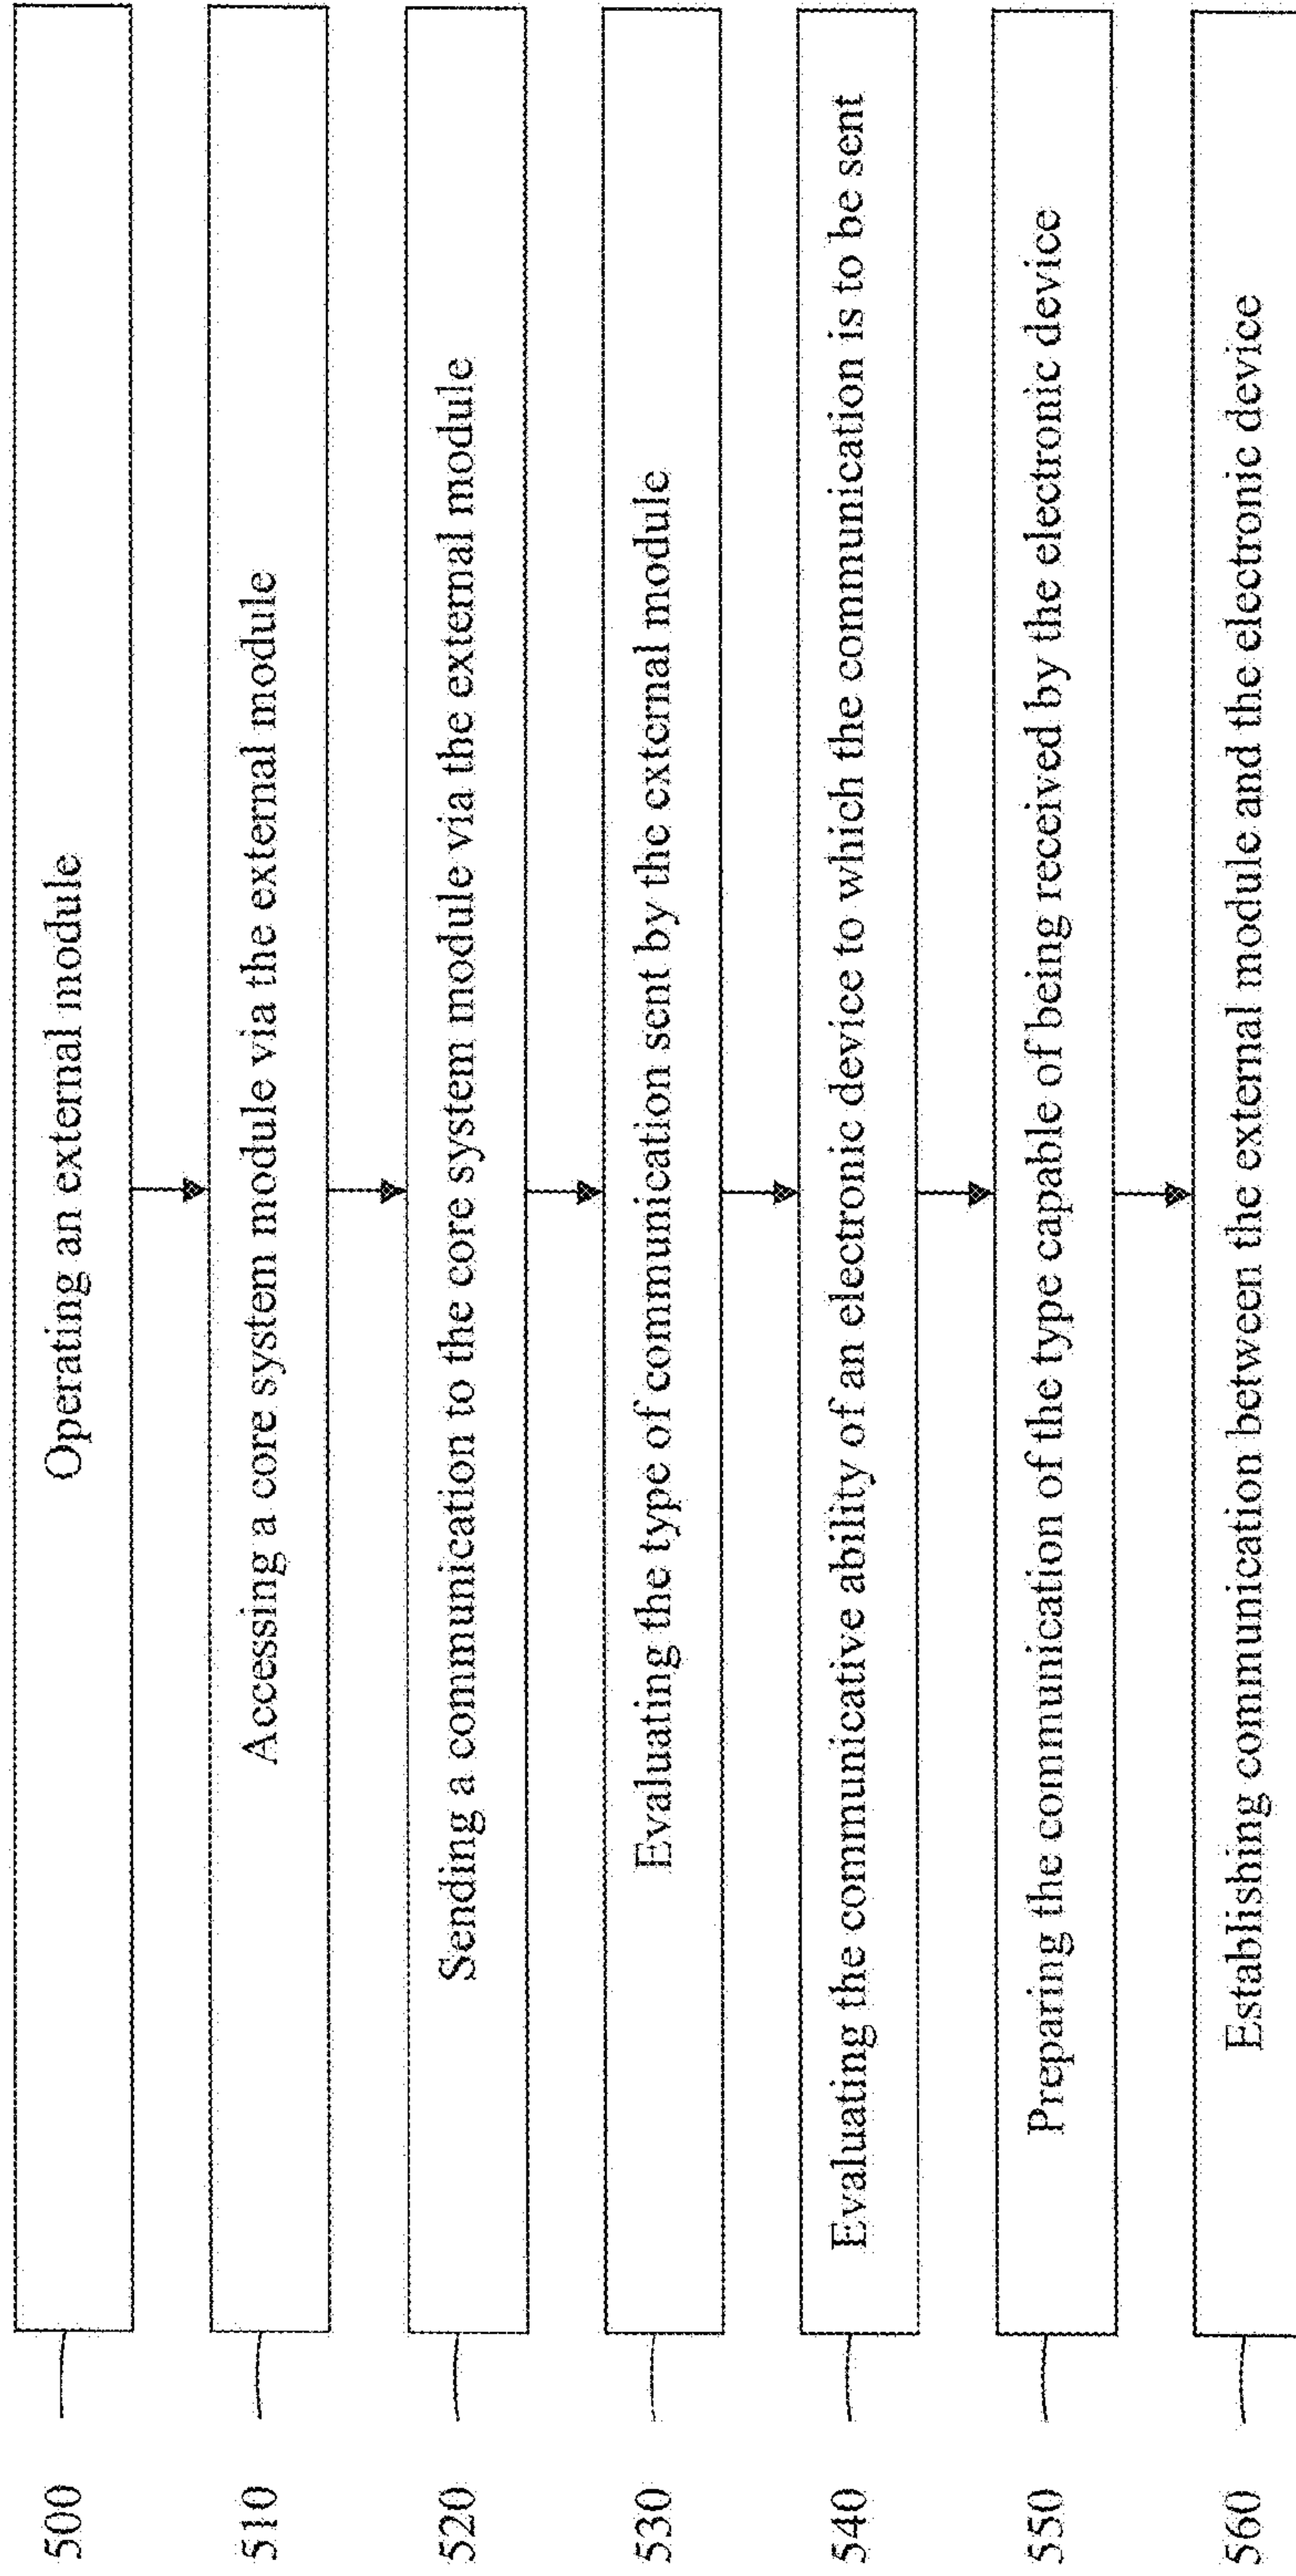 500 Operating an external module
510 Accessing a core system module via the external module
520 Sending a communication to the core system module via the external module
530 Evaluating the type of communication sent by the external module
540 Evaluating the communicative ability of an electronic device to which the communication is to be sent
550 Preparing the communication of the type capable of being received by the electronic device
560 Establishing communication between the external module and the electronic device